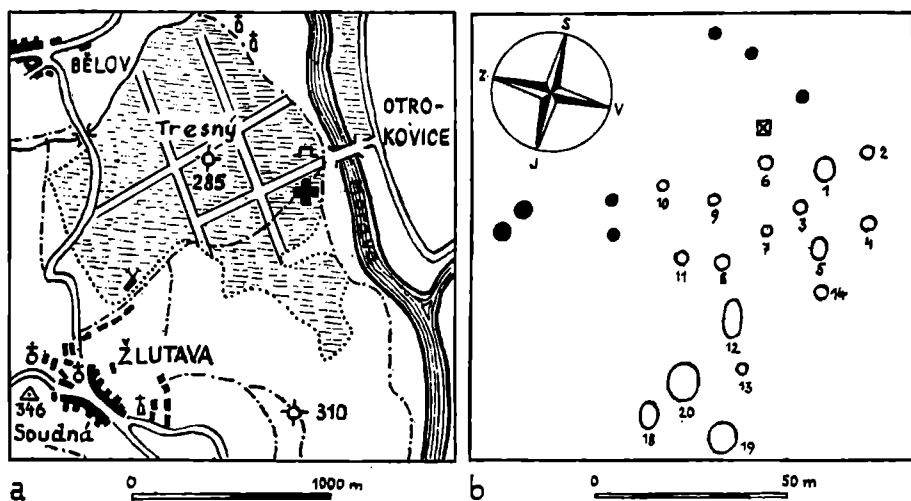 BĚLOV
Tresný
285
OTRO-
KOVICE
ŽLUTAVA
346
Soudná
310
a
0 1000 m
S
Z
V
J
1
2
3
4
5
6
7
8
9
10
11
12
13
14
18
19
20
b
0 50 m